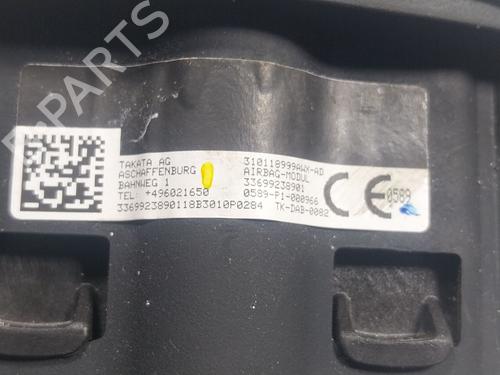 B-PARTS
TAKATA AG
ASCHAFFENBURG
BAHNWEG 1
TEL +496021650
3369923890118B3010P0284
310118999AWX-AD
AIRBAG-MODUL
33699238901
0589-P1-000966
TK-DAB-0082
CE 0589